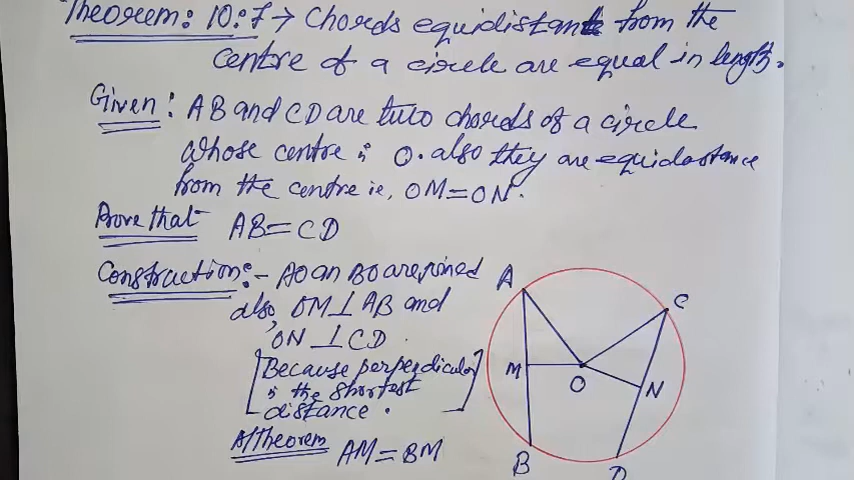 Theorem: 10:7 → Chords equidistant from the
centre of a circle are equal in length.
Given: AB and CD are two chords of a circle
whose centre is O. also they are equidistance
from the centre ie, OM=ON.
Prove that AB=CD
Construction:- AO an BO are joined
also, OM⊥AB and
ON ⊥CD.
[Because perpendicular
is the shortest
distance.]
A/Theorem AM=BM
A
C
M
O
N
B
D